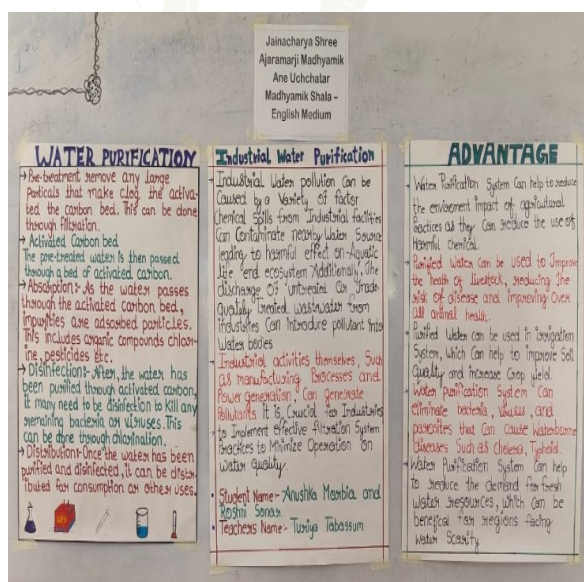 Jainacharya Shree
Ajaramarji Madhyamik
Ane Uchchatar
Madhyamik Shala –
English Medium
WATER PURIFICATION
→ Pre-treatment remove any large
Particals that make clog the activa-
ted the carbon bed. This can be done
through filtration.
→ Activated Carbon bed
The pre-treated water is then passed
through a bed of activated carbon.
→ Absorption:- As the water passes
through the activated carbon bed,
impurities are adsorbed particles.
This includes organic compounds chlor-
ine, pesticides etc.
→ Disinfection:- After, the water has
been purified through activated carbon,
it many need to be disinfection to kill any
remaining bacteria or viruses. This
can be done through chlorination.
→ Distribution:- Once the water has been
purified and disinfected, it can be distr-
ibuted for consumption or other uses.
Industrial Water Purification
→ Industrial Water pollution Can be
Caused by a Variety of factor
Chemical Spills from Industrial facilities
Can Contaminate nearby Water Source
leading to harmful effect on Aquatic
life end ecosystem Additionally, The
discharge of untreated Car
Quality treated wastwater from
industries Can introduce pollutant into
Water bodies
→ Industrial activities themselves, Such
as manufacturing Processes and
Power generation, Can generate
Pollutants It is, Crucial for Industries
to Implement effective filtration System
Practices to Minimize Operation on
Water Quality.
Student Name:- Anushka Morbia and
Roshni Sonar
Teachers Name:- Turiya Tabassum
ADVANTAGE
→ Water Purification System Can help to reduce
the enviroment impact of agricultural
Practices as they Can reduce the use of
Harmful chemical.
→ Purified Water can be used to Improve
the heath of livestock, reducing The
risk of disease and improving Over
all animal health.
→ Purified Water can be used in irrigation
System, which Can help to improve Soil
Quality and increase Crop yield.
→ Water Purification System Can
eliminate bacteria, Viruses, and
parasites that Can Cause Waterbourne
diseases Such as Cholera, Typhoid.
→ Water Purification System Can help
to reduce the demand for fresh
Water resources, which Can be
benefical for regions facing
Water Scarity